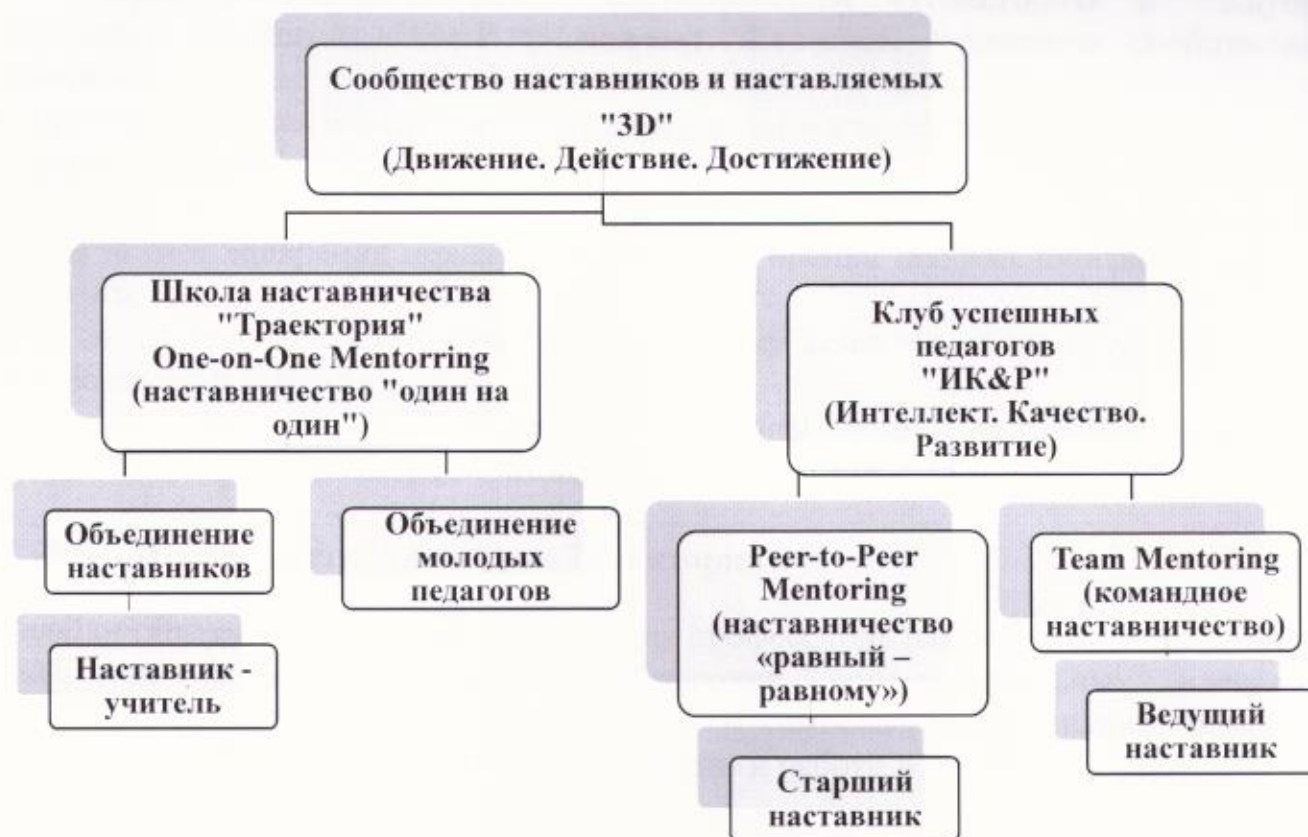 Сообщество наставников и наставляемых
"3D"
(Движение. Действие. Достижение)
Школа наставничества
"Траектория"
One-on-One Mentorring
(наставничество "один на
один")
Клуб успешных
педагогов
"ИК&Р"
(Интеллект. Качество.
Развитие)
Объединение
наставников
Объединение
молодых
педагогов
Peer-to-Peer
Mentoring
(наставничество
«равный –
равному»)
Team Mentoring
(командное
наставничество)
Наставник -
учитель
Старший
наставник
Ведущий
наставник